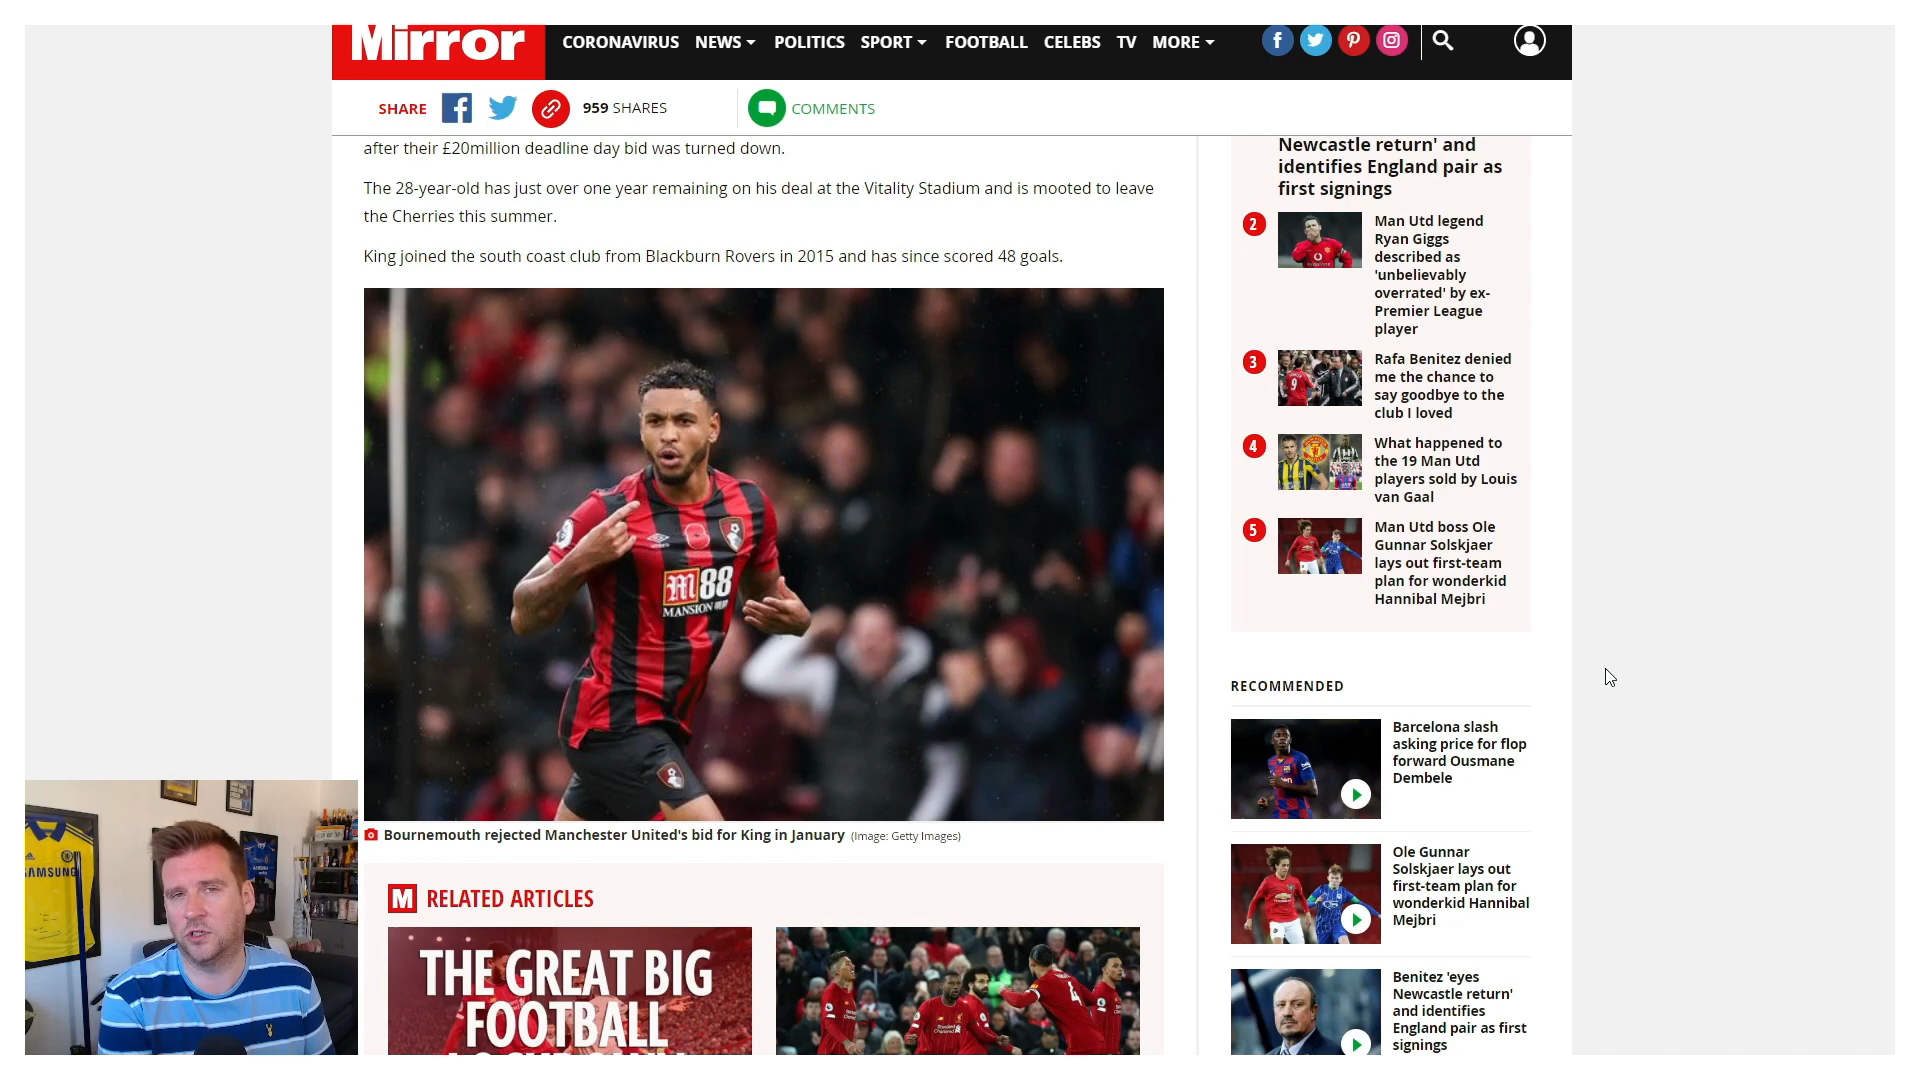 Mirror
CORONAVIRUS NEWS POLITICS SPORT FOOTBALL CELEBS TV MORE
SHARE 959 SHARES COMMENTS
after their £20million deadline day bid was turned down.
The 28-year-old has just over one year remaining on his deal at the Vitality Stadium and is mooted to leave
the Cherries this summer.
King joined the south coast club from Blackburn Rovers in 2015 and has since scored 48 goals.
M88
MANSION
Bournemouth rejected Manchester United's bid for King in January (Image: Getty Images)
M RELATED ARTICLES
THE GREAT BIG
FOOTBALL
Newcastle return' and
identifies England pair as
first signings
2
Man Utd legend
Ryan Giggs
described as
'unbelievably
overrated' by ex-
Premier League
player
3
Rafa Benitez denied
me the chance to
say goodbye to the
club I loved
4
What happened to
the 19 Man Utd
players sold by Louis
van Gaal
5
Man Utd boss Ole
Gunnar Solskjaer
lays out first-team
plan for wonderkid
Hannibal Mejbri
RECOMMENDED
Barcelona slash
asking price for flop
forward Ousmane
Dembele
Ole Gunnar
Solskjaer lays out
first-team plan for
wonderkid Hannibal
Mejbri
Benitez 'eyes
Newcastle return'
and identifies
England pair as first
signings
SAMSUNG